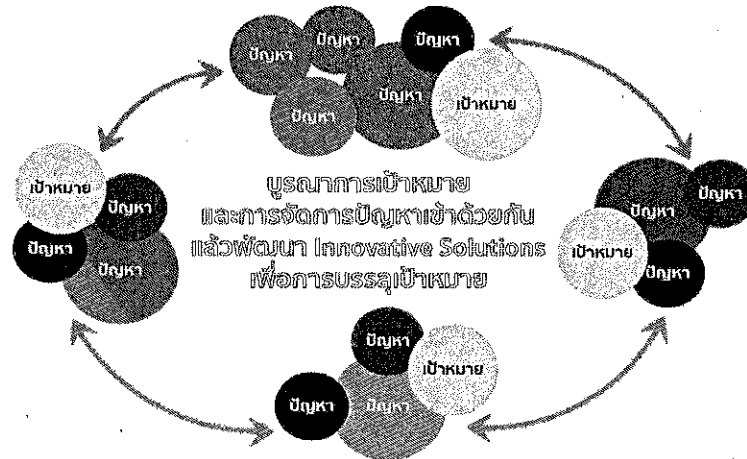 ปัญหา
ปัญหา
ปัญหา
ปัญหา
ปัญหา
เป้าหมาย
เป้าหมาย
ปัญหา
ปัญหา
ปัญหา
บูรณาการเป้าหมาย
และการจัดการปัญหาเข้าด้วยกัน
แล้วพัฒนา Innovative Solutions
เพื่อการบรรลุเป้าหมาย
ปัญหา
ปัญหา
เป้าหมาย
ปัญหา
ปัญหา
เป้าหมาย
ปัญหา
ปัญหา